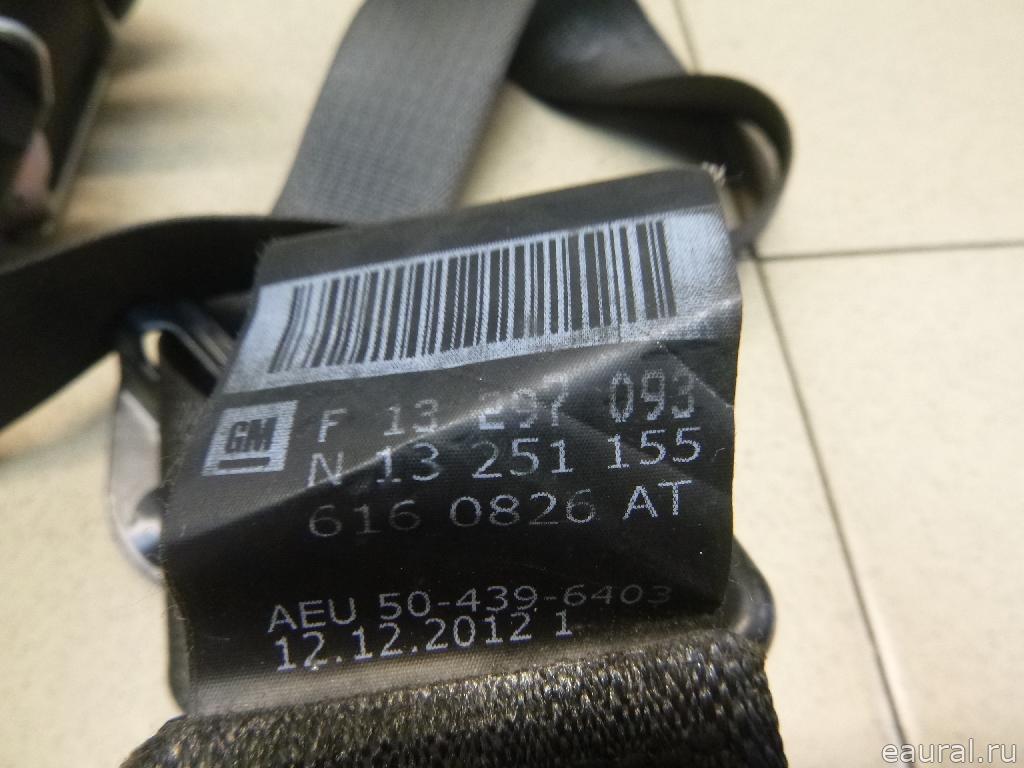 GM
F 13 297 093
N 13 251 155
616 0826 AT
AEU 50-439-6403
12.12.2012 1
eaural.ru